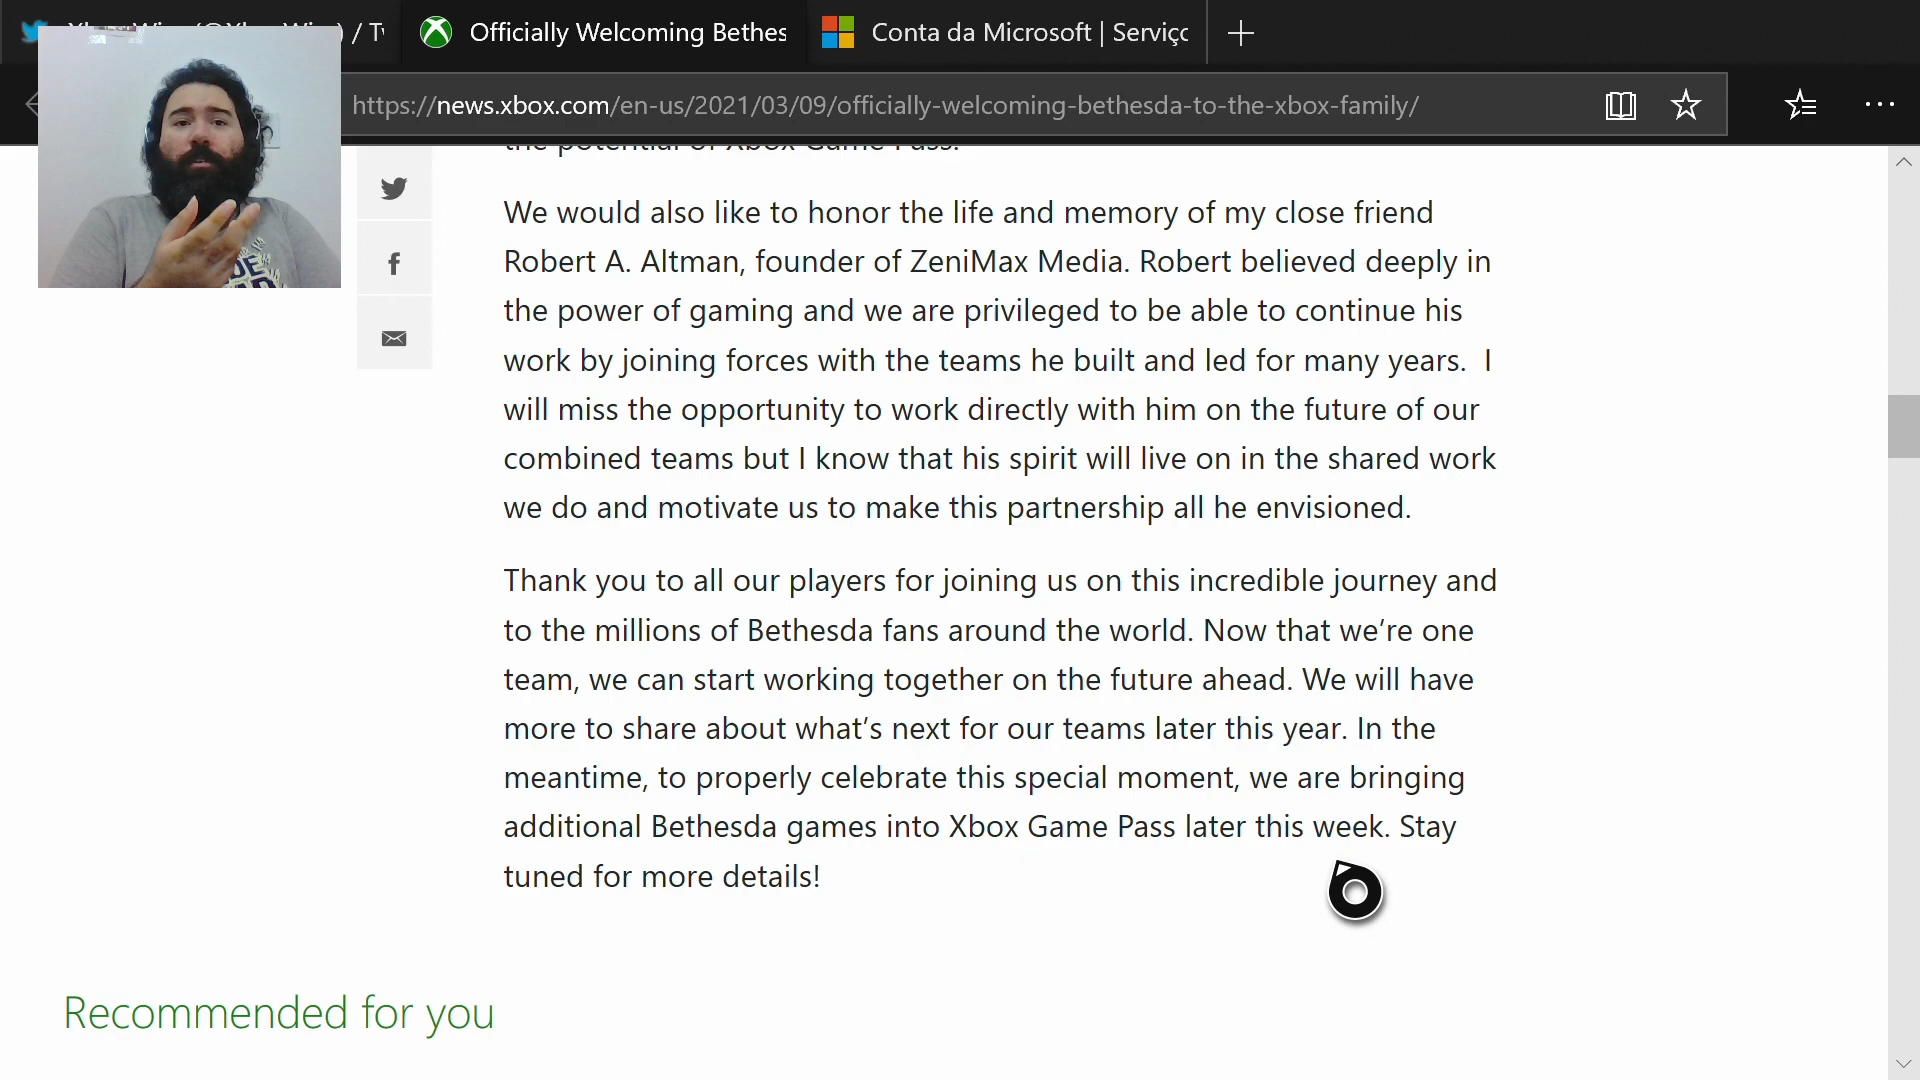 / Tw
Officially Welcoming Bethes
Conta da Microsoft | Serviço
https://news.xbox.com/en-us/2021/03/09/officially-welcoming-bethesda-to-the-xbox-family/
the potential of Xbox Game Pass.
We would also like to honor the life and memory of my close friend
Robert A. Altman, founder of ZeniMax Media. Robert believed deeply in
the power of gaming and we are privileged to be able to continue his
work by joining forces with the teams he built and led for many years.  I
will miss the opportunity to work directly with him on the future of our
combined teams but I know that his spirit will live on in the shared work
we do and motivate us to make this partnership all he envisioned.
Thank you to all our players for joining us on this incredible journey and
to the millions of Bethesda fans around the world. Now that we’re one
team, we can start working together on the future ahead. We will have
more to share about what’s next for our teams later this year. In the
meantime, to properly celebrate this special moment, we are bringing
additional Bethesda games into Xbox Game Pass later this week. Stay
tuned for more details!
Recommended for you